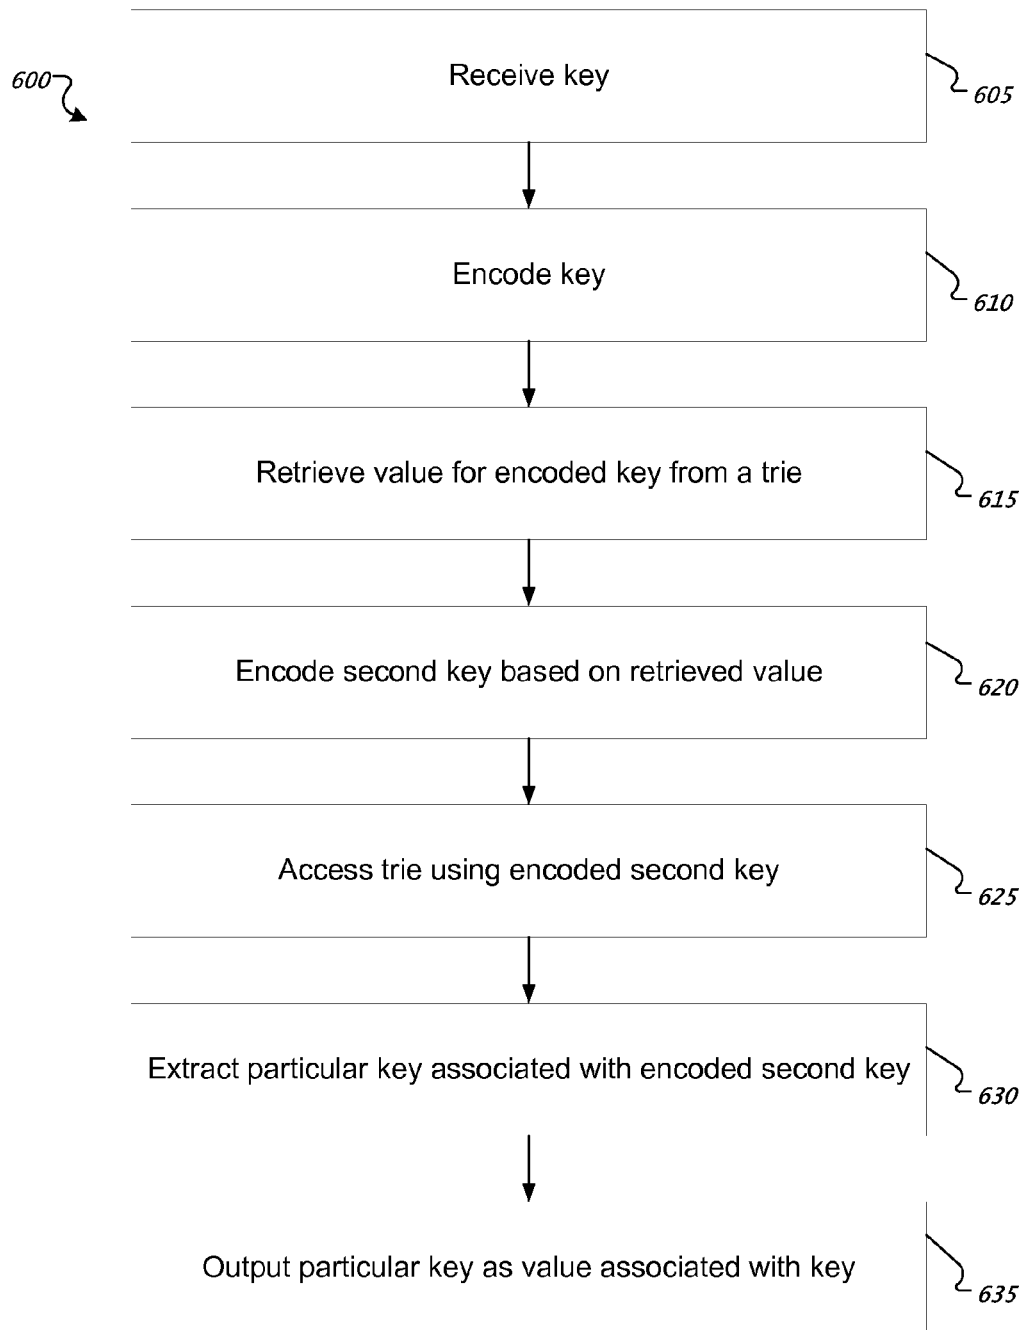 600
Receive key
605
Encode key
610
Retrieve value for encoded key from a trie
615
Encode second key based on retrieved value
620
Access trie using encoded second key
625
Extract particular key associated with encoded second key
630
Output particular key as value associated with key
635